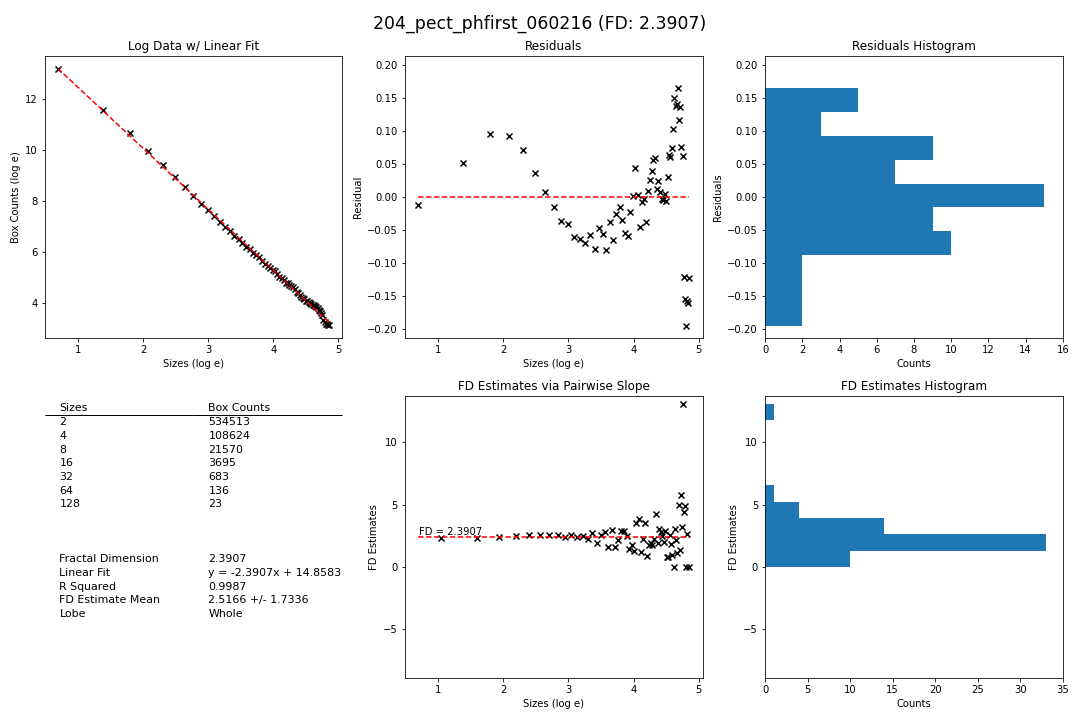 204_pect_phfirst_060216 (FD: 2.3907)
Log Data w/ Linear Fit
Box Counts (log e)
12
10
8
6
4
1 2 3 4 5
Sizes (log e)
Residuals
Residual
0.20
0.15
0.10
0.05
0.00
−0.05
−0.10
−0.15
−0.20
1 2 3 4 5
Sizes (log e)
Residuals Histogram
Residuals
0.20
0.15
0.10
0.05
0.00
−0.05
−0.10
−0.15
−0.20
0 2 4 6 8 10 12 14 16
Counts
Sizes Box Counts
2 534513
4 108624
8 21570
16 3695
32 683
64 136
128 23
Fractal Dimension 2.3907
Linear Fit y = -2.3907x + 14.8583
R Squared 0.9987
FD Estimate Mean 2.5166 +/- 1.7336
Lobe Whole
FD Estimates via Pairwise Slope
FD Estimates
10
5
0
−5
FD = 2.3907
1 2 3 4 5
Sizes (log e)
FD Estimates Histogram
FD Estimates
10
5
0
−5
0 5 10 15 20 25 30 35
Counts